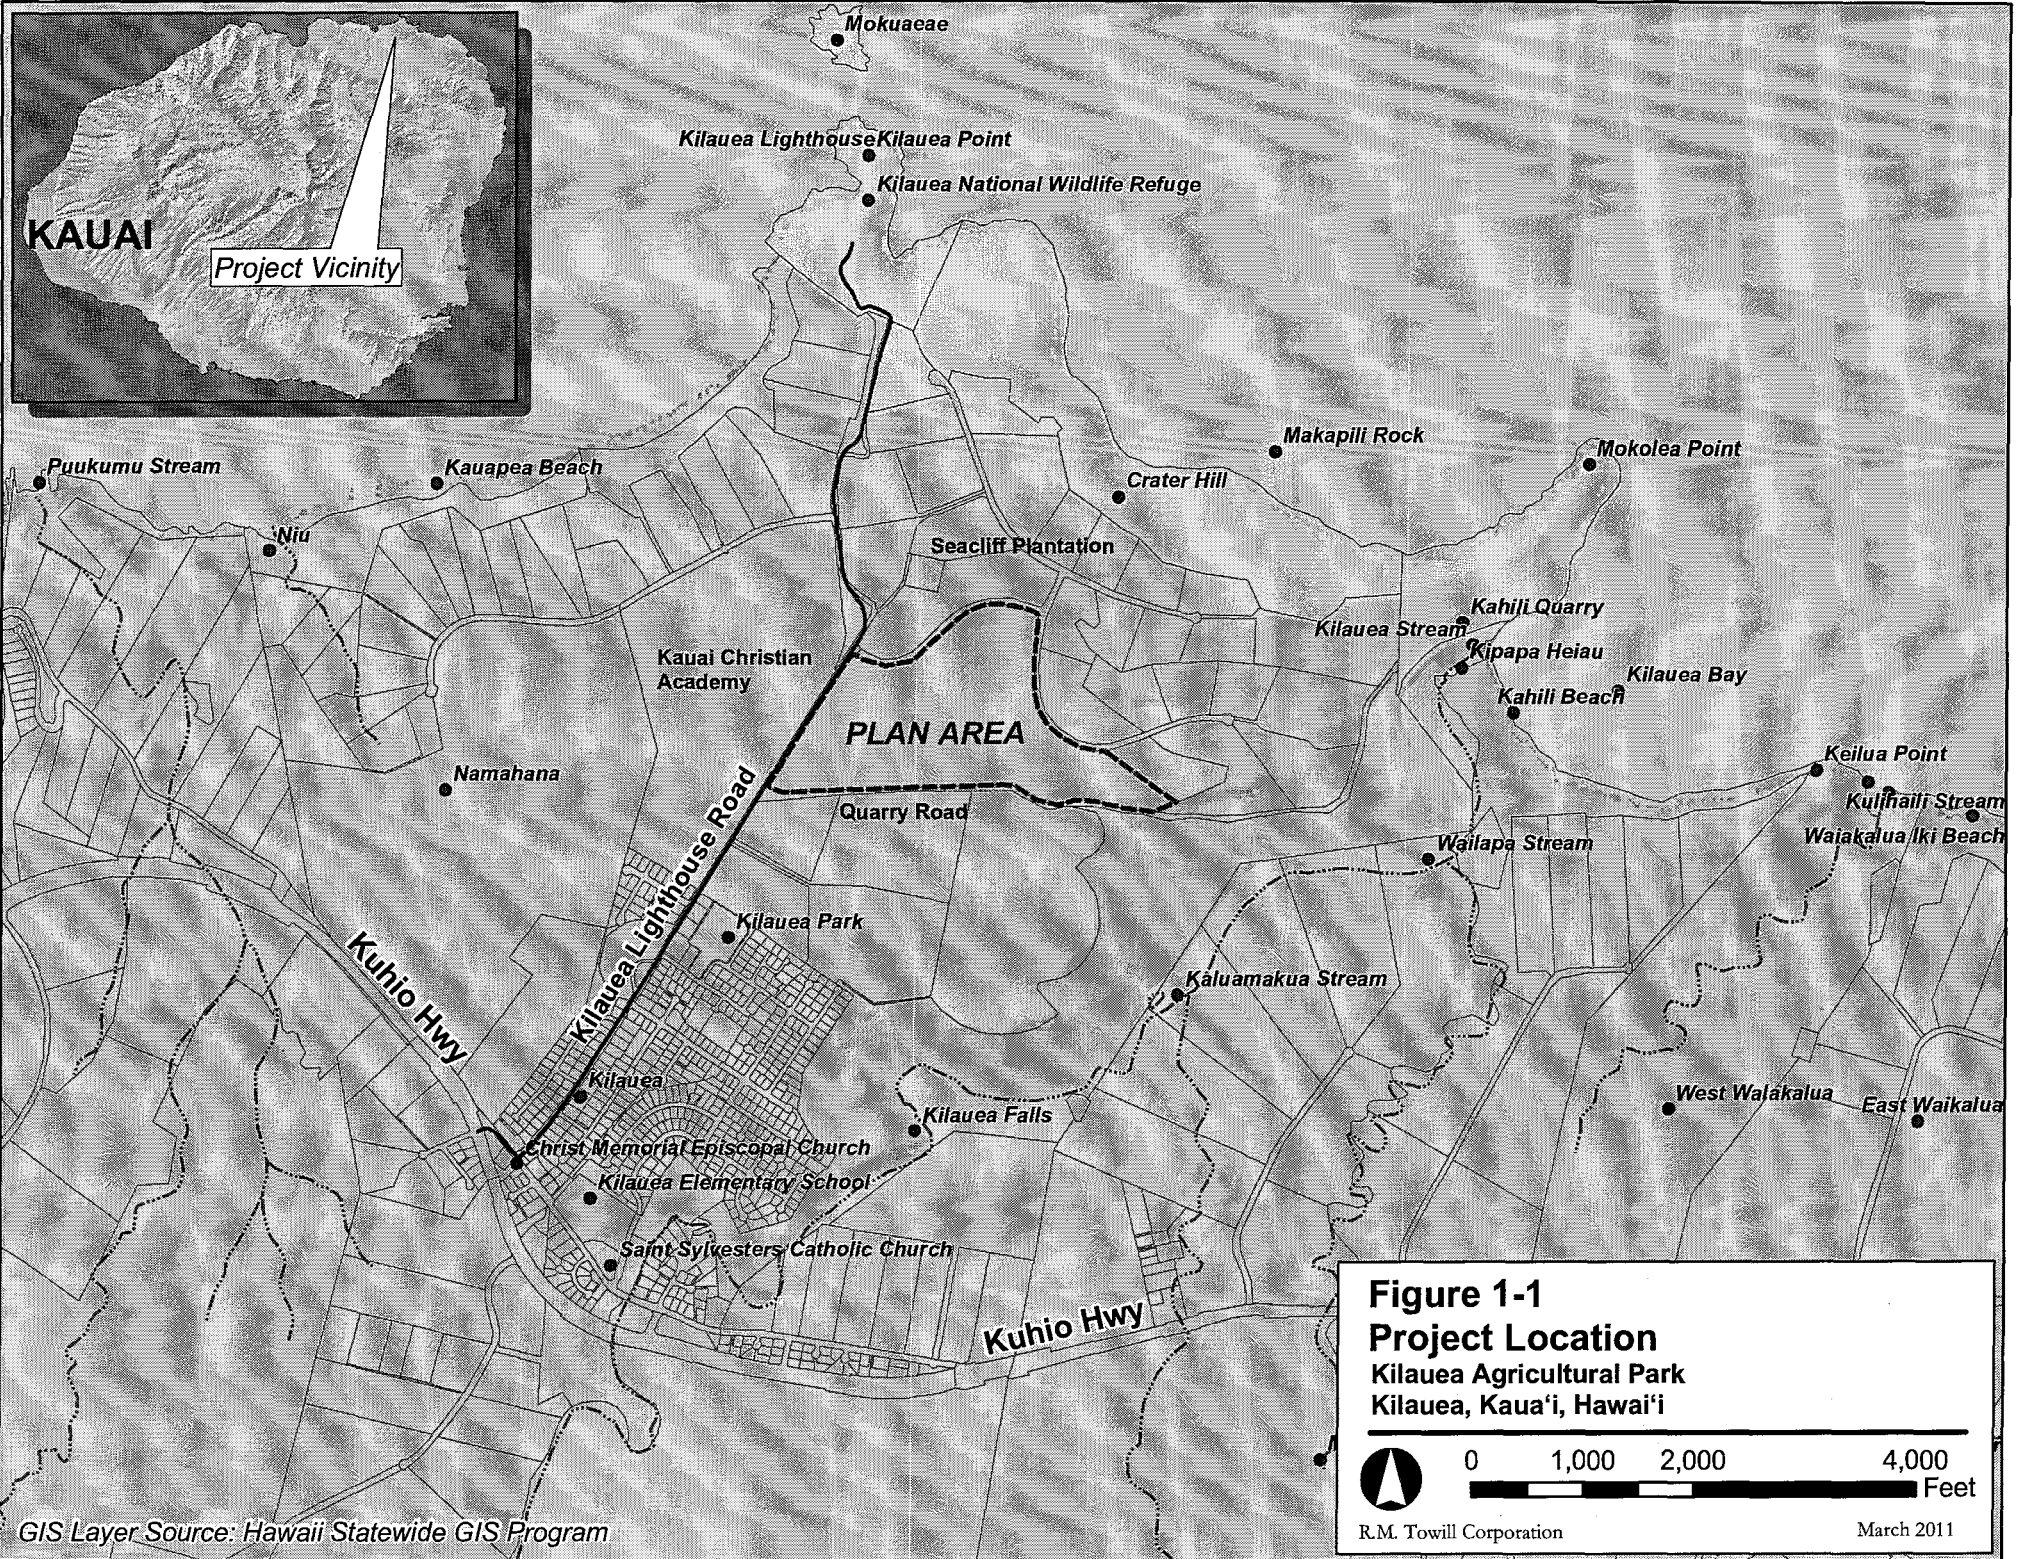 Mokuaeae
Kilauea Lighthouse Kilauea Point
Kilauea National Wildlife Refuge
KAUAI
Project Vicinity
Makapili Rock
Mokolea Point
Puukumu Stream
Kauapea Beach
Crater Hill
Niu
Seacliff Plantation
Kahili Quarry
Kilauea Stream
Kipapa Heiau
Kauai Christian
Academy
Kilauea Bay
Kahili Beach
PLAN AREA
Keilua Point
Namahana
Kulihaili Stream
Quarry Road
Waiakalua Iki Beach
Wailapa Stream
Kilauea Lighthouse Road
Kilauea Park
Kuhio Hwy
Kaluamakua Stream
Kilauea
West Walakalua
East Waikalua
Kilauea Falls
Christ Memorial Episcopal Church
Kilauea Elementary School
Saint Sylvesters Catholic Church
Kuhio Hwy
Figure 1-1
Project Location
Kilauea Agricultural Park
Kilauea, Kaua‘i, Hawai‘i
0 1,000 2,000 4,000
Feet
R.M. Towill Corporation
March 2011
GIS Layer Source: Hawaii Statewide GIS Program